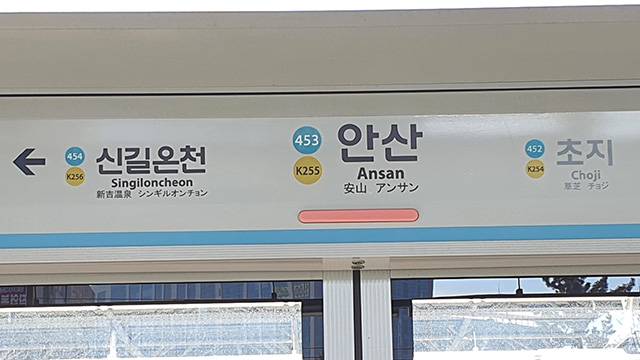 454
K256
신길온천
Singiloncheon
新吉温泉 シンギルオンチョン
453
K255
안산
Ansan
安山 アンサン
452
K254
초지
Choji
草芝 チョジ